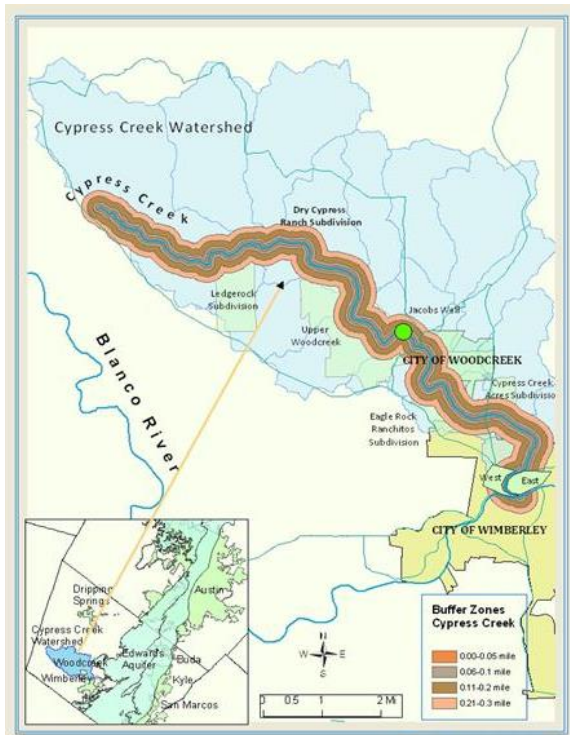 Cypress Creek Watershed
Cypress Creek
Dry Cypress
Ranch Subdivision
Ledgerock
Subdivision
Upper
Woodcreek
Jacobs Well
CITY OF WOODCREEK
Cypress Creek
Acres Subdivision
Eagle Rock
Ranchitos
Subdivision
Blanco River
West
East
CITY OF WIMBERLEY
Dripping
Springs
Austin
Cypress Creek
Watershed
Woodcreek
Wimberley
Edwards
Aquifer
Buda
Kyle
San Marcos
N
W
E
S
0
0.5
1
2 Mi
Buffer Zones
Cypress Creek
0.00-0.05 mile
0.06-0.1 mile
0.11-0.2 mile
0.21-0.3 mile